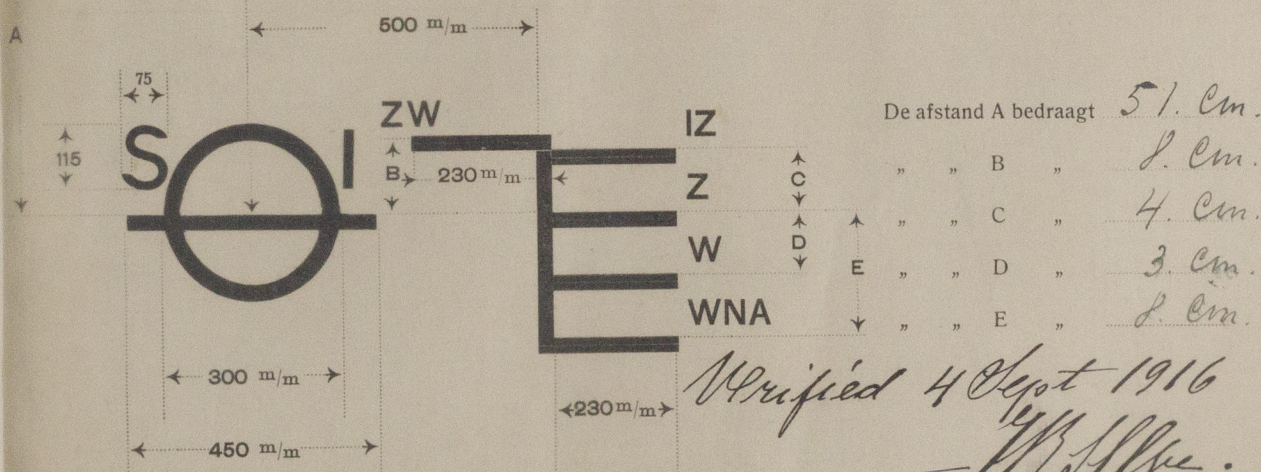 A
500 m/m
75
115
S O I
ZW
B
230 m/m
IZ
Z
W
WNA
C
D
E
300 m/m
450 m/m
230 m/m
De afstand A bedraagt 51. cm.
„ „ B „ 8. cm.
„ „ C „ 4. cm.
„ „ D „ 3. cm.
„ „ E „ 8. cm.
Verified 4 Sept 1916